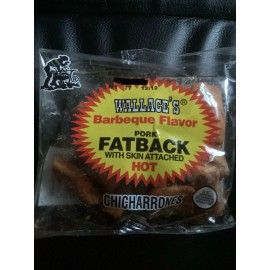 WALLACE'S®
Barbeque Flavor
PORK
FATBACK
WITH SKIN ATTACHED
HOT
CHICHARRONES